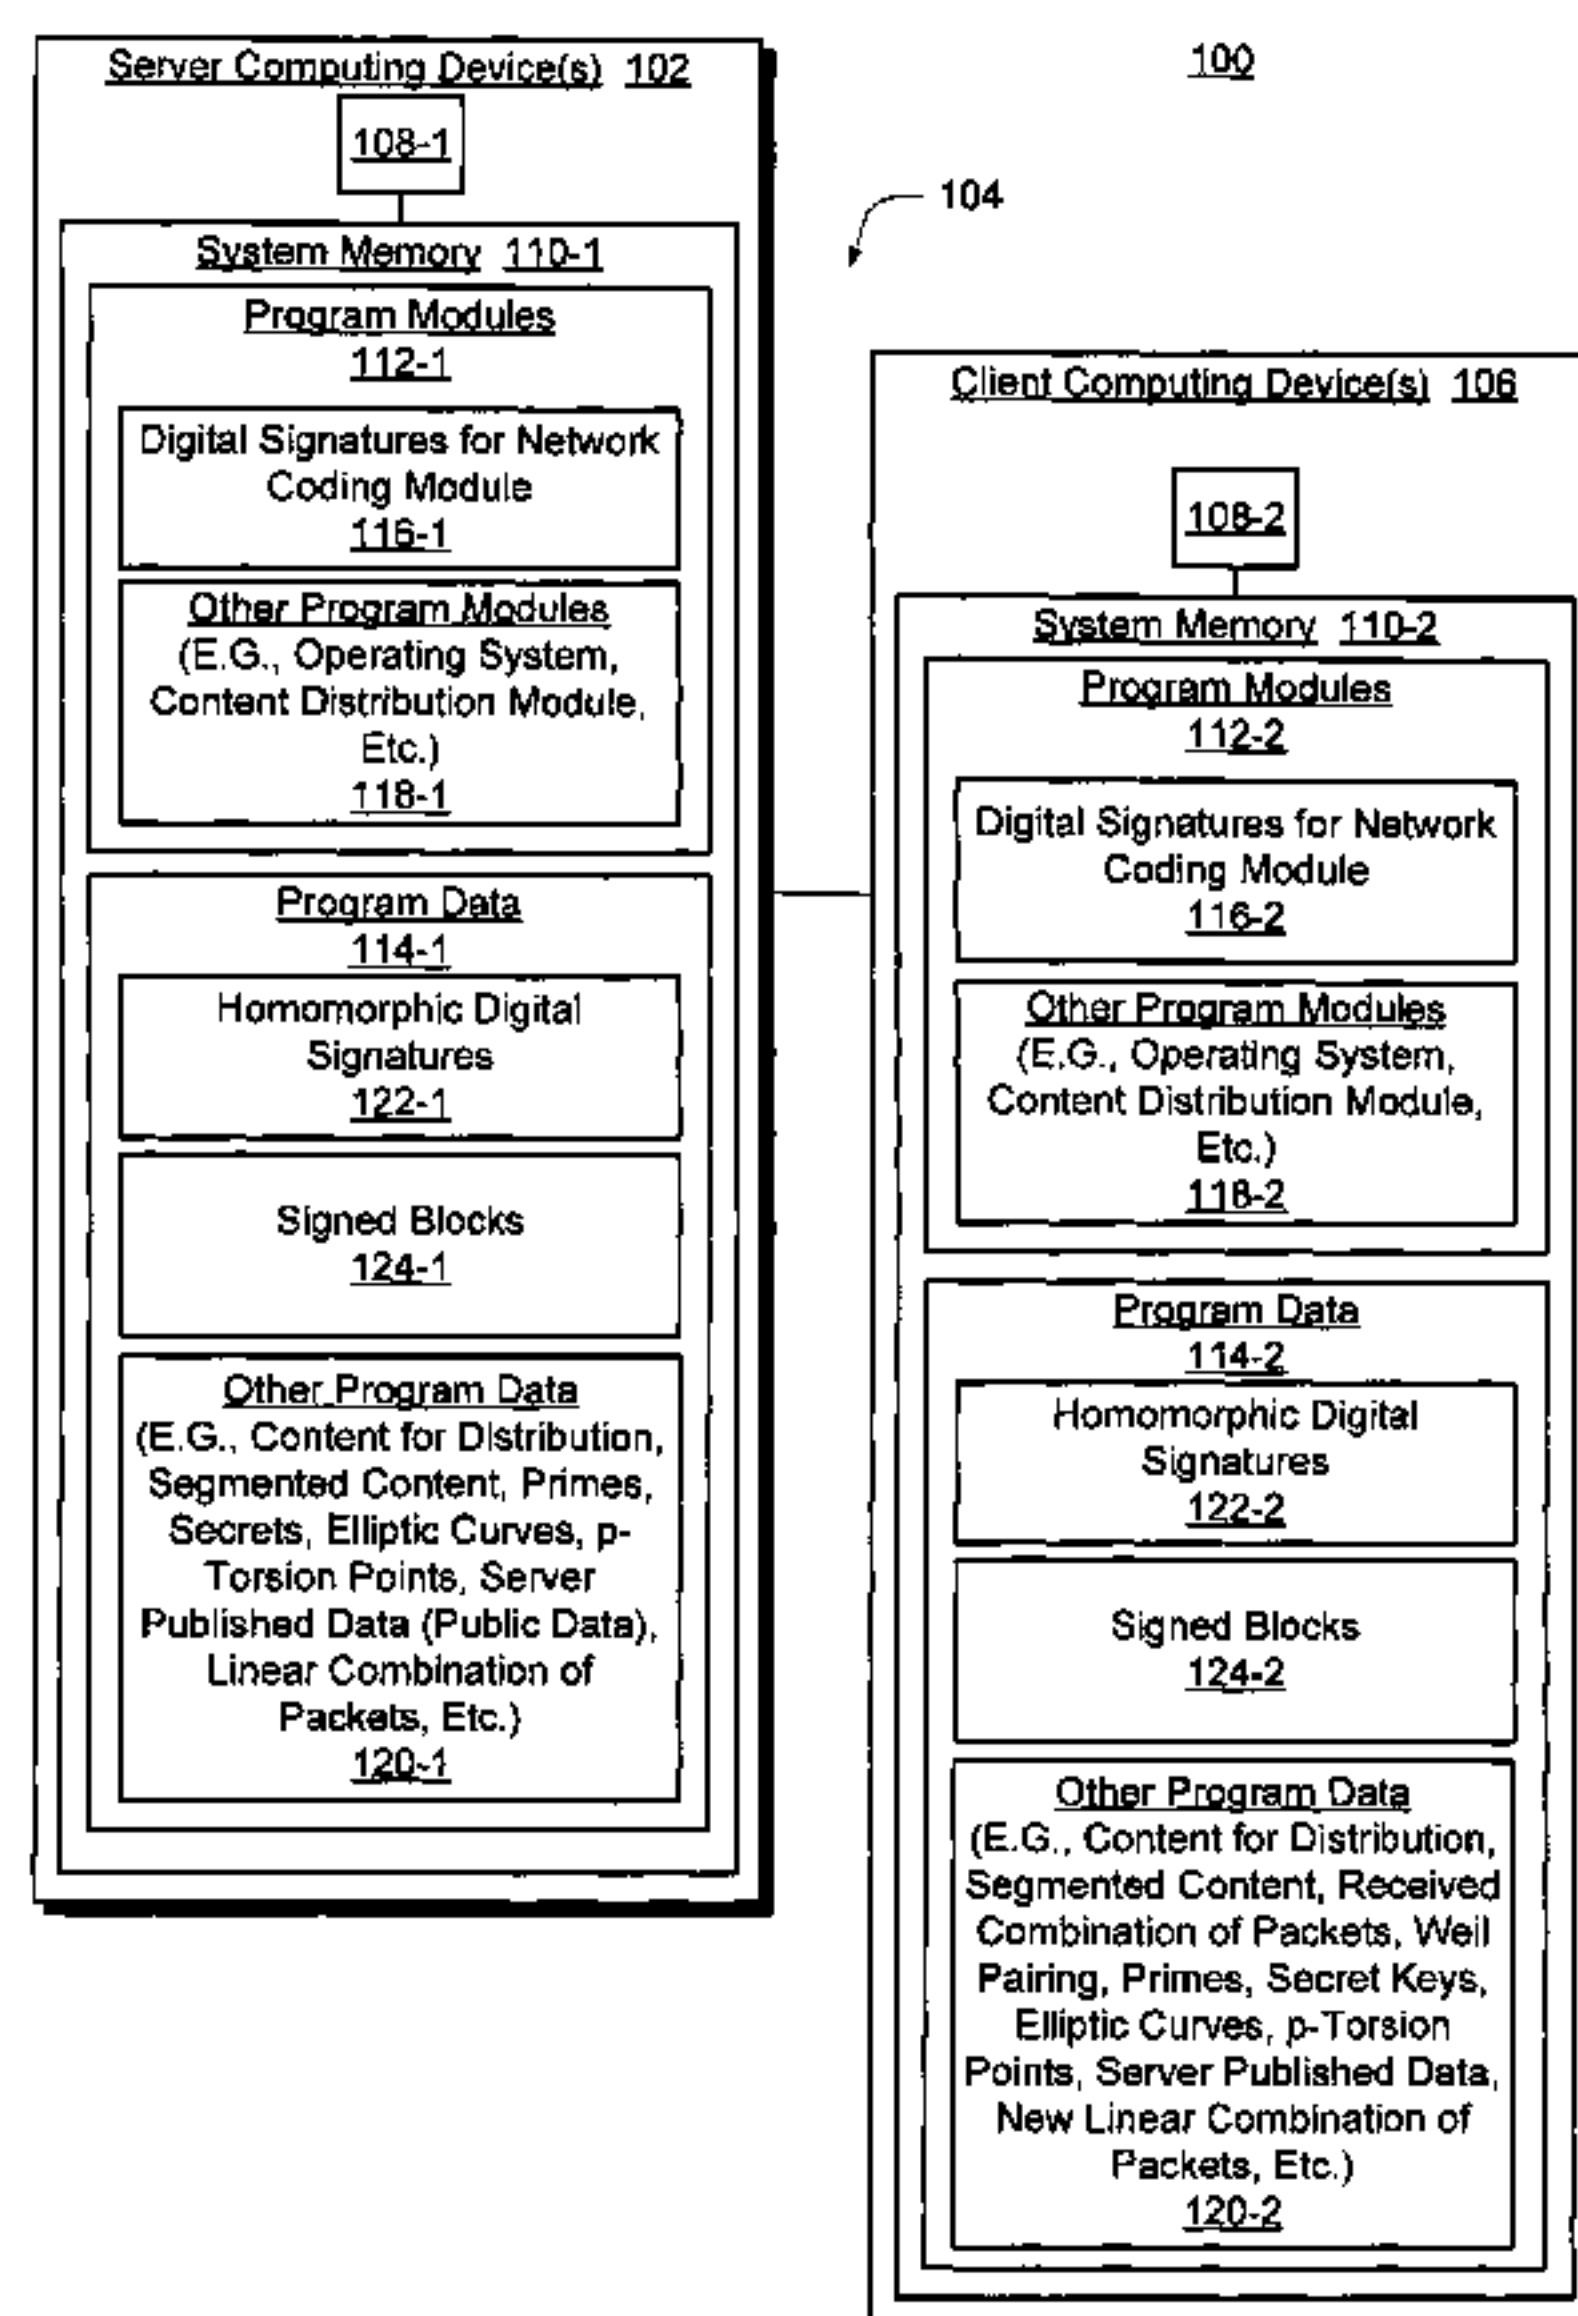 Server Computing Device(s) 102
108-1
System Memory 110-1
Program Modules
112-1
Digital Signatures for Network
Coding Module
116-1
Other Program Modules
(E.G., Operating System,
Content Distribution Module,
Etc.)
118-1
Program Data
114-1
Homomorphic Digital
Signatures
122-1
Signed Blocks
124-1
Other Program Data
(E.G., Content for Distribution,
Segmented Content, Primes,
Secrets, Elliptic Curves, p-
Torsion Points, Server
Published Data (Public Data),
Linear Combination of
Packets, Etc.)
120-1
100
104
Client Computing Device(s) 106
108-2
System Memory 110-2
Program Modules
112-2
Digital Signatures for Network
Coding Module
116-2
Other Program Modules
(E.G., Operating System,
Content Distribution Module,
Etc.)
118-2
Program Data
114-2
Homomorphic Digital
Signatures
122-2
Signed Blocks
124-2
Other Program Data
(E.G., Content for Distribution,
Segmented Content, Received
Combination of Packets, Weil
Pairing, Primes, Secret Keys,
Elliptic Curves, p-Torsion
Points, Server Published Data,
New Linear Combination of
Packets, Etc.)
120-2